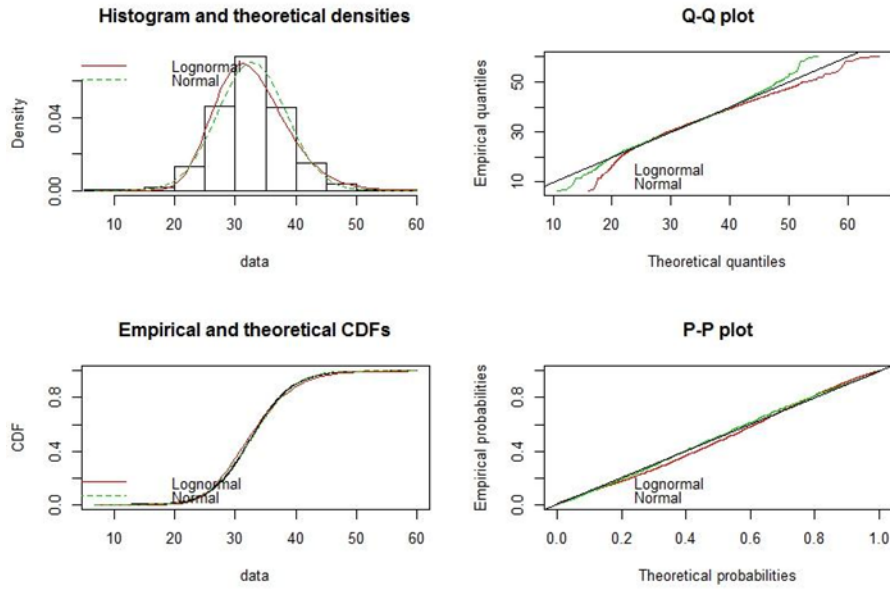 Histogram and theoretical densities
Density
0.00
0.04
Lognormal
Normal
10 20 30 40 50 60
data
Q-Q plot
Empirical quantiles
10
30
50
Lognormal
Normal
10 20 30 40 50 60
Theoretical quantiles
Empirical and theoretical CDFs
CDF
0.0
0.4
0.8
Lognormal
Normal
10 20 30 40 50 60
data
P-P plot
Empirical probabilities
0.0
0.4
0.8
Lognormal
Normal
0.0 0.2 0.4 0.6 0.8 1.0
Theoretical probabilities